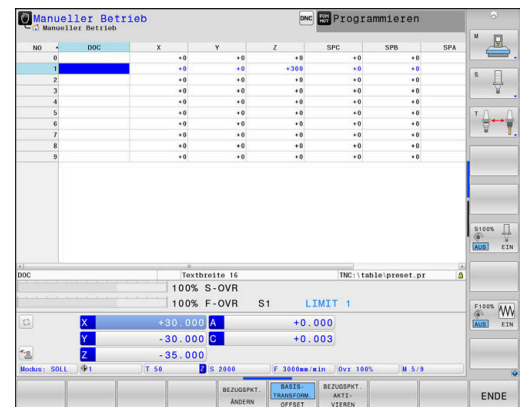 Manueller Betrieb
Manueller Betrieb
DNC
Programmieren
NO DOC X Y Z SPC SPB SPA
0 +0 +0 +0 +0 +0
1 +0 +0 +300 +0 +0
2 +0 +0 +0 +0 +0
3 +0 +0 +0 +0 +0
4 +0 +0 +0 +0 +0
5 +0 +0 +0 +0 +0
6 +0 +0 +0 +0 +0
7 +0 +0 +0 +0 +0
8 +0 +0 +0 +0 +0
9 +0 +0 +0 +0 +0
DOC Textbreite 16 TNC:\table\preset.pr
100% S-OVR
100% F-OVR S1 LIMIT 1
X +30.000 A +0.000
Y -30.000 C +0.003
Z -35.000
Modus: SOLL 1 T 50 Z S 2000 F 3000mm/min Ovr 100% M 5/9
BEZUGSPKT. ÄNDERN
BASIS- TRANSFORM. OFFSET
BEZUGSPKT. AKTI- VIEREN
ENDE
M
S
T
S100%
AUS EIN
F100%
AUS EIN